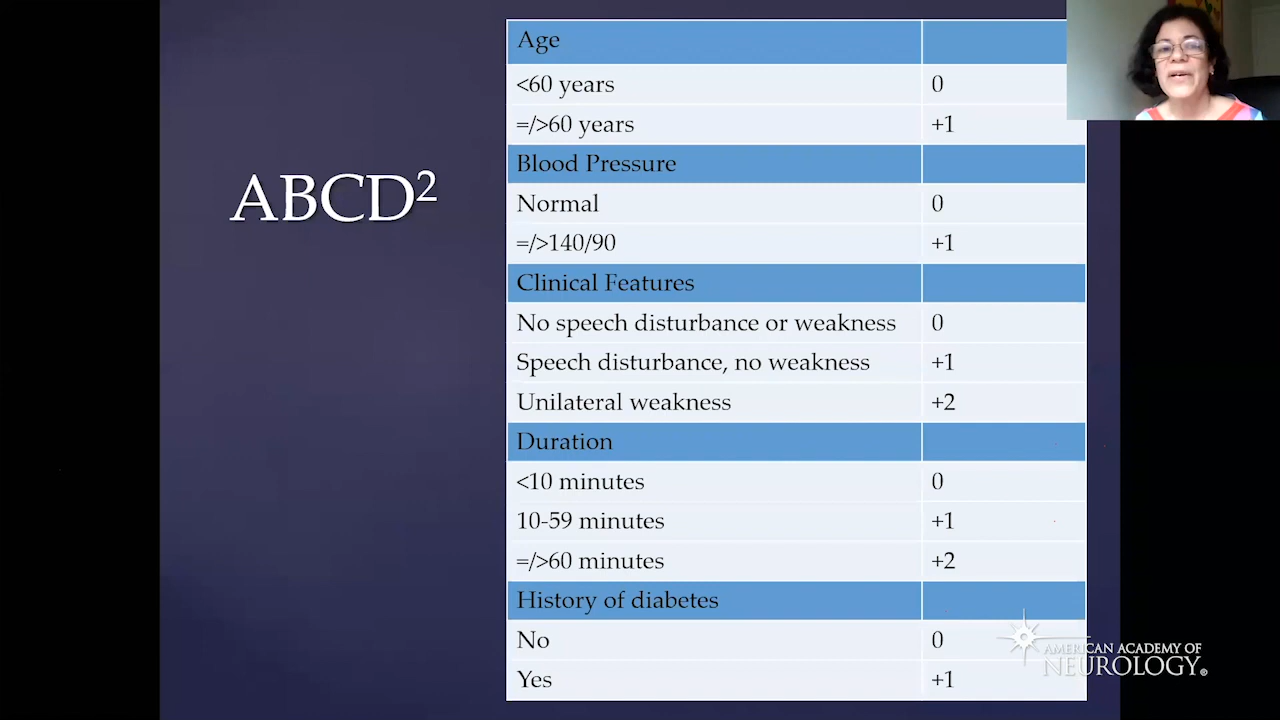 ABCD²
Age
<60 years 0
=/>60 years +1
Blood Pressure
Normal 0
=/>140/90 +1
Clinical Features
No speech disturbance or weakness 0
Speech disturbance, no weakness +1
Unilateral weakness +2
Duration
<10 minutes 0
10-59 minutes +1
=/>60 minutes +2
History of diabetes
No 0
Yes +1
AMERICAN ACADEMY OF
NEUROLOGY®